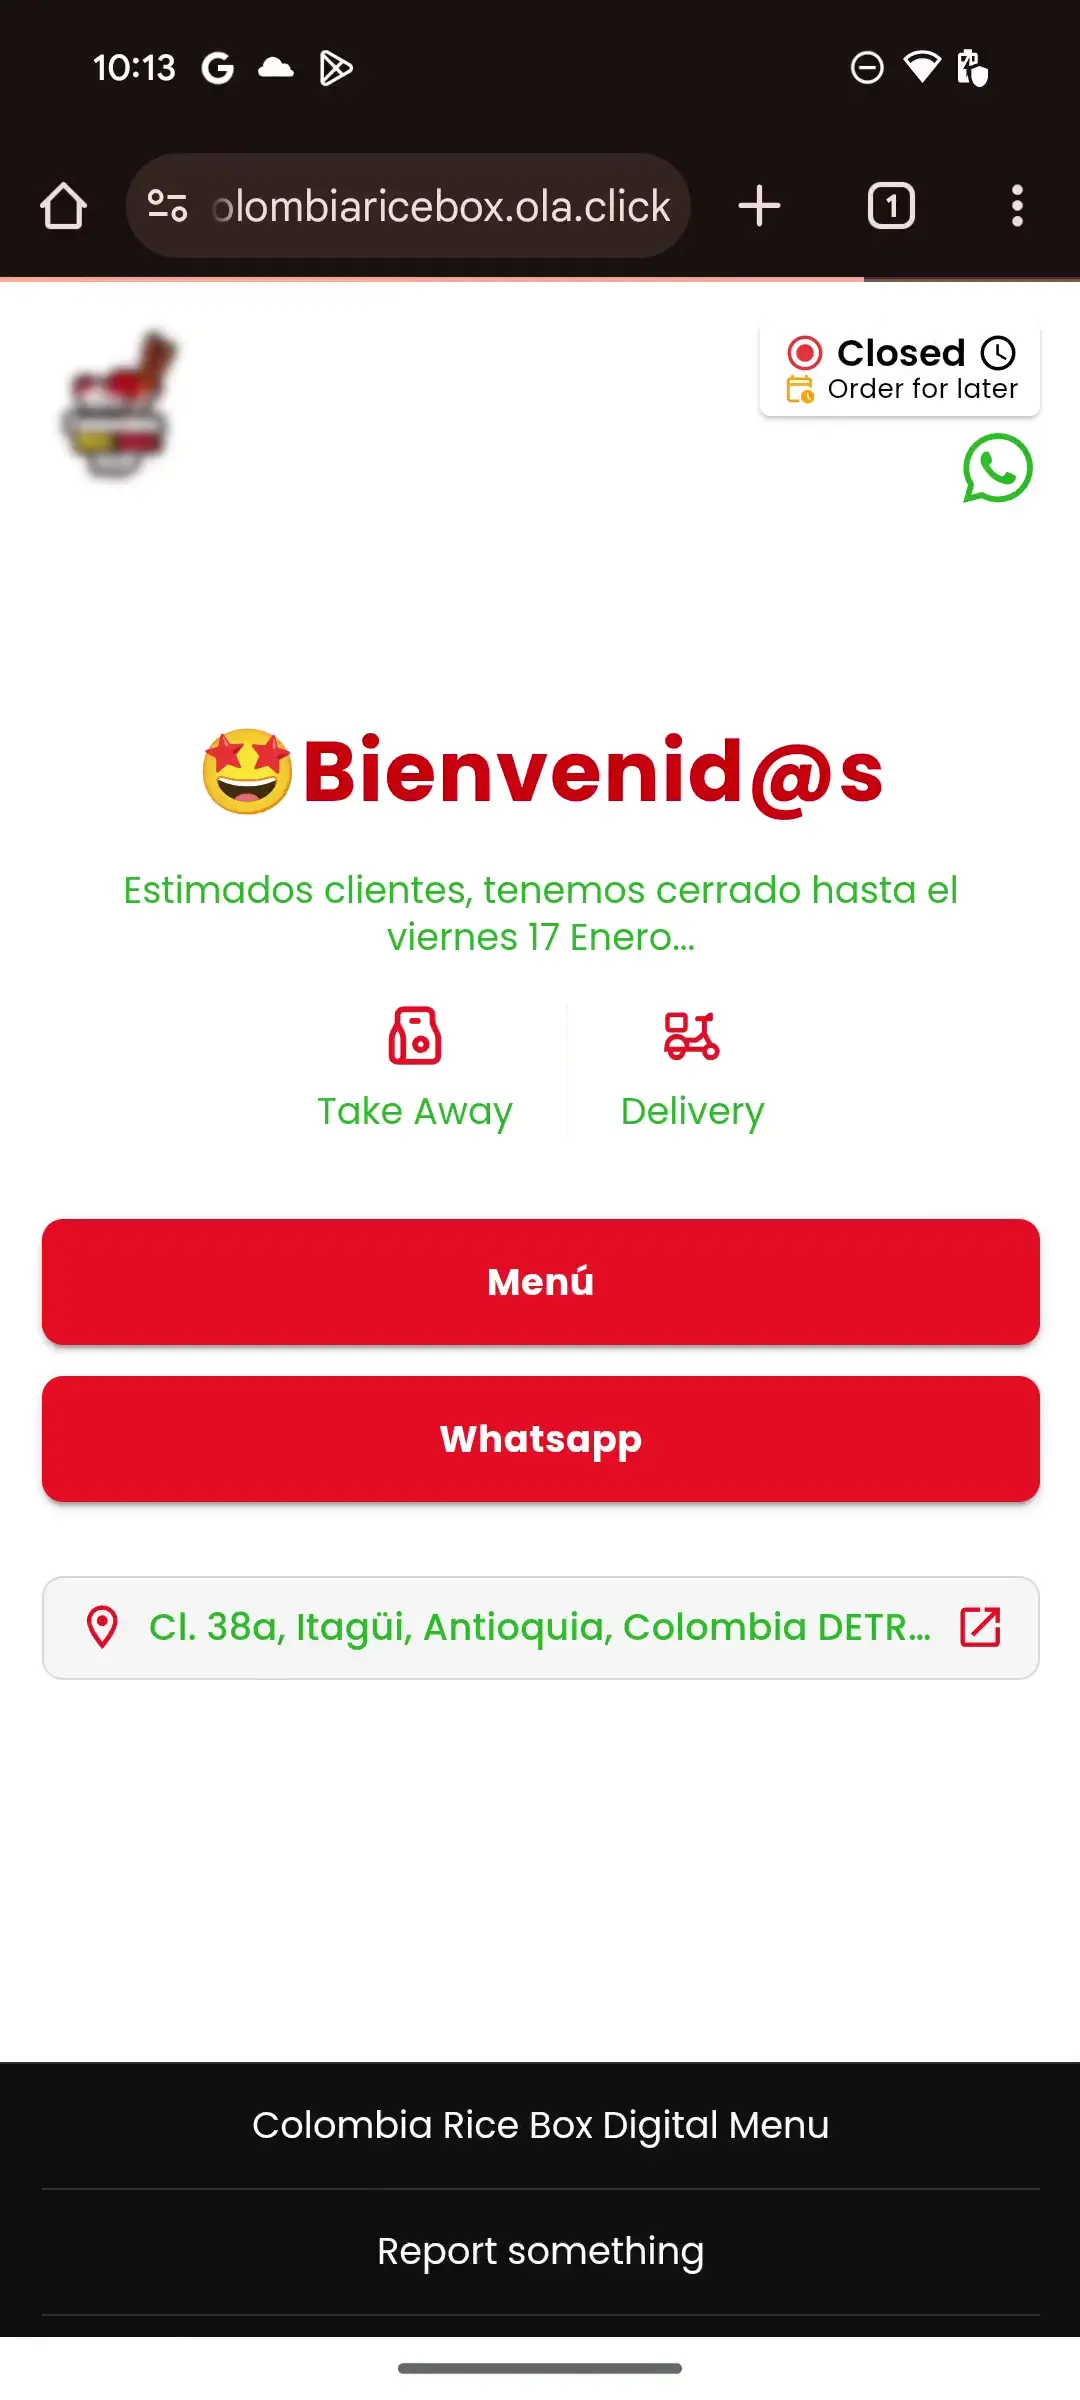 10:13
olombiaricebox.ola.click
1
Closed
Order for later
🤩Bienvenid@s
Estimados clientes, tenemos cerrado hasta el
viernes 17 Enero...
Take Away
Delivery
Menú
Whatsapp
Cl. 38a, Itagüi, Antioquia, Colombia DETR...
Colombia Rice Box Digital Menu
Report something